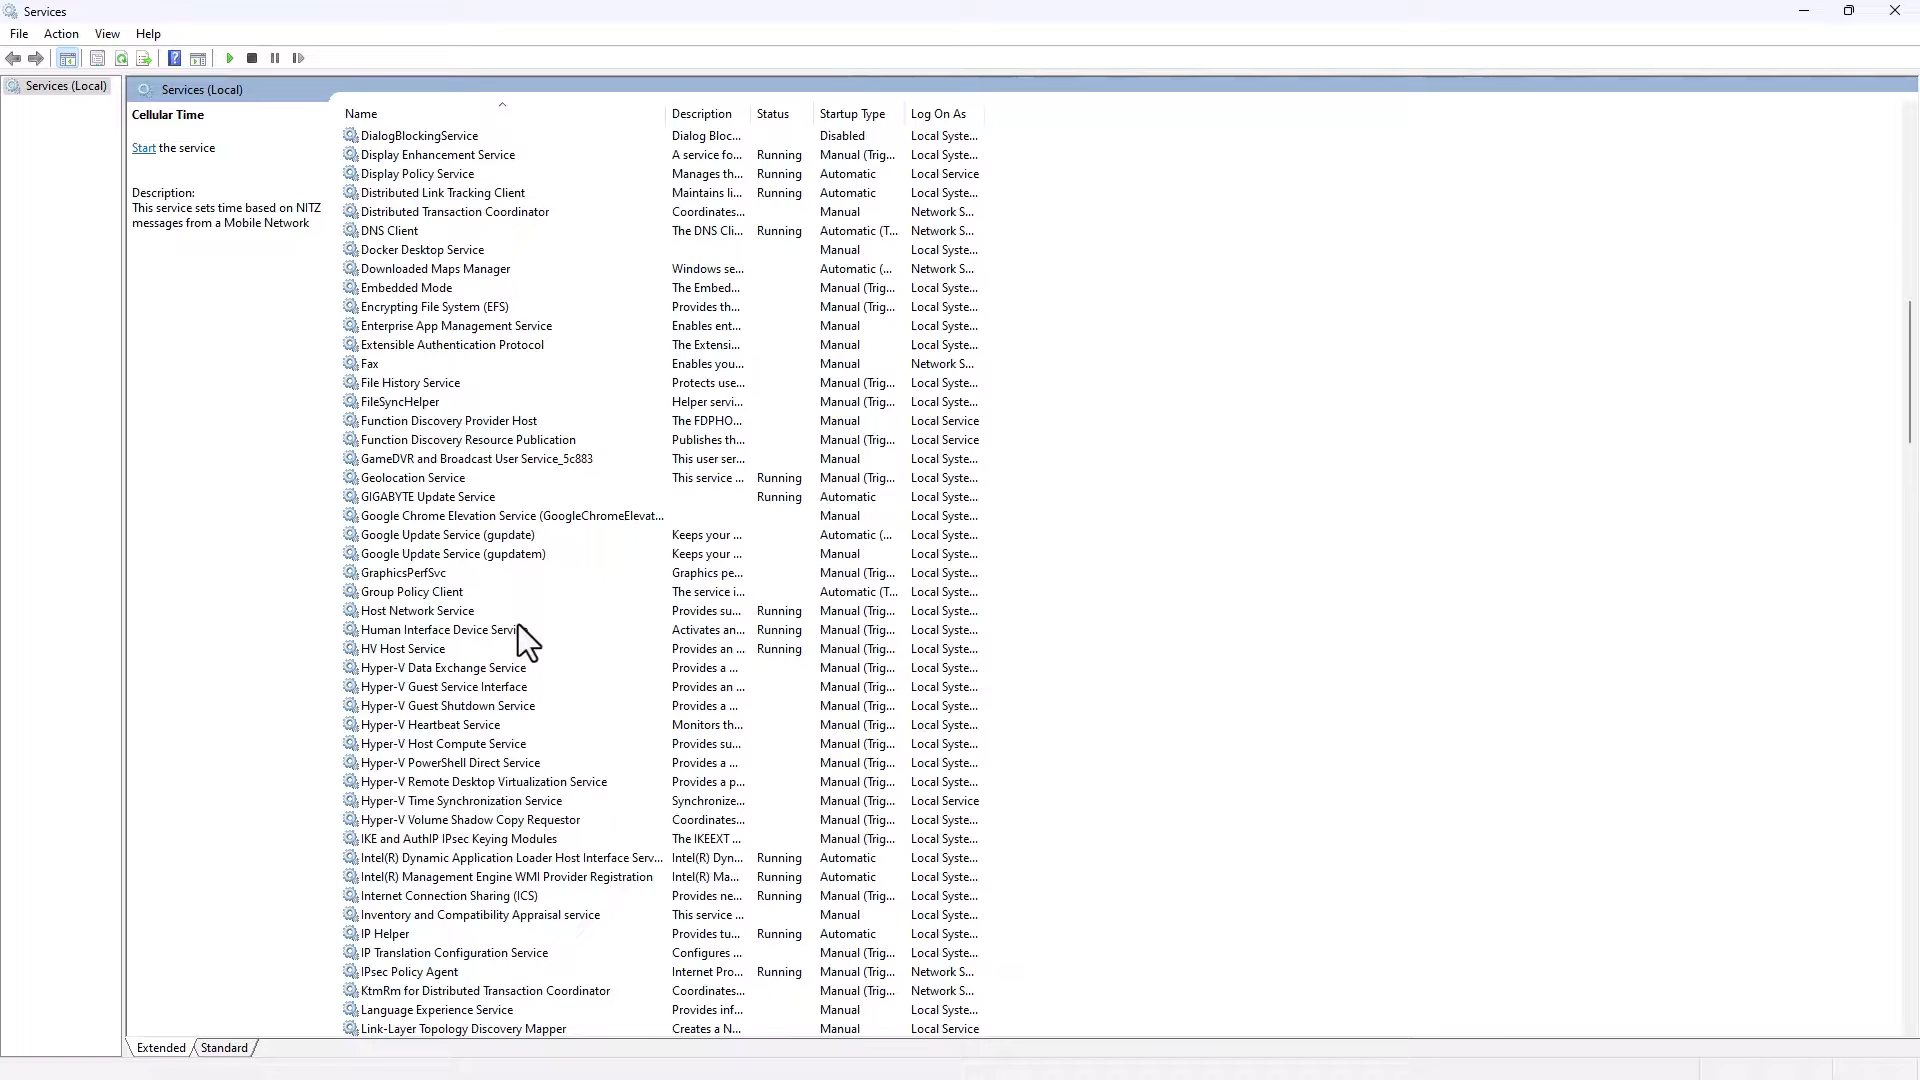 Services
File Action View Help
Services (Local)
Services (Local)
Cellular Time
Start the service
Description:
This service sets time based on NITZ
messages from a Mobile Network
Name Description Status Startup Type Log On As
DialogBlockingService Dialog Bloc... Disabled Local Syste...
Display Enhancement Service A service fo... Running Manual (Trig... Local Syste...
Display Policy Service Manages th... Running Automatic Local Service
Distributed Link Tracking Client Maintains li... Running Automatic Local Syste...
Distributed Transaction Coordinator Coordinates... Manual Network S...
DNS Client The DNS Cli... Running Automatic (T... Network S...
Docker Desktop Service Manual Local Syste...
Downloaded Maps Manager Windows se... Automatic (... Network S...
Embedded Mode The Embed... Manual (Trig... Local Syste...
Encrypting File System (EFS) Provides th... Manual (Trig... Local Syste...
Enterprise App Management Service Enables ent... Manual Local Syste...
Extensible Authentication Protocol The Extensi... Manual Local Syste...
Fax Enables you... Manual Network S...
File History Service Protects use... Manual (Trig... Local Syste...
FileSyncHelper Helper servi... Manual (Trig... Local Syste...
Function Discovery Provider Host The FDPHO... Manual Local Service
Function Discovery Resource Publication Publishes th... Manual (Trig... Local Service
GameDVR and Broadcast User Service_5c883 This user ser... Manual Local Syste...
Geolocation Service This service ... Running Manual (Trig... Local Syste...
GIGABYTE Update Service Running Automatic Local Syste...
Google Chrome Elevation Service (GoogleChromeElevat... Manual Local Syste...
Google Update Service (gupdate) Keeps your ... Automatic (... Local Syste...
Google Update Service (gupdatem) Keeps your ... Manual Local Syste...
GraphicsPerfSvc Graphics pe... Manual (Trig... Local Syste...
Group Policy Client The service i... Automatic (T... Local Syste...
Host Network Service Provides su... Running Manual (Trig... Local Syste...
Human Interface Device Service Activates an... Running Manual (Trig... Local Syste...
HV Host Service Provides an ... Running Manual (Trig... Local Syste...
Hyper-V Data Exchange Service Provides a ... Manual (Trig... Local Syste...
Hyper-V Guest Service Interface Provides an ... Manual (Trig... Local Syste...
Hyper-V Guest Shutdown Service Provides a ... Manual (Trig... Local Syste...
Hyper-V Heartbeat Service Monitors th... Manual (Trig... Local Syste...
Hyper-V Host Compute Service Provides su... Manual (Trig... Local Syste...
Hyper-V PowerShell Direct Service Provides a ... Manual (Trig... Local Syste...
Hyper-V Remote Desktop Virtualization Service Provides a p... Manual (Trig... Local Syste...
Hyper-V Time Synchronization Service Synchronize... Manual (Trig... Local Service
Hyper-V Volume Shadow Copy Requestor Coordinates... Manual (Trig... Local Syste...
IKE and AuthIP IPsec Keying Modules The IKEEXT ... Manual (Trig... Local Syste...
Intel(R) Dynamic Application Loader Host Interface Serv... Intel(R) Dyn... Running Automatic Local Syste...
Intel(R) Management Engine WMI Provider Registration Intel(R) Ma... Running Automatic Local Syste...
Internet Connection Sharing (ICS) Provides ne... Running Manual (Trig... Local Syste...
Inventory and Compatibility Appraisal service This service ... Manual Local Syste...
IP Helper Provides tu... Running Automatic Local Syste...
IP Translation Configuration Service Configures ... Manual (Trig... Local Syste...
IPsec Policy Agent Internet Pro... Running Manual (Trig... Network S...
KtmRm for Distributed Transaction Coordinator Coordinates... Manual (Trig... Network S...
Language Experience Service Provides inf... Manual Local Syste...
Link-Layer Topology Discovery Mapper Creates a N... Manual Local Service
Extended Standard